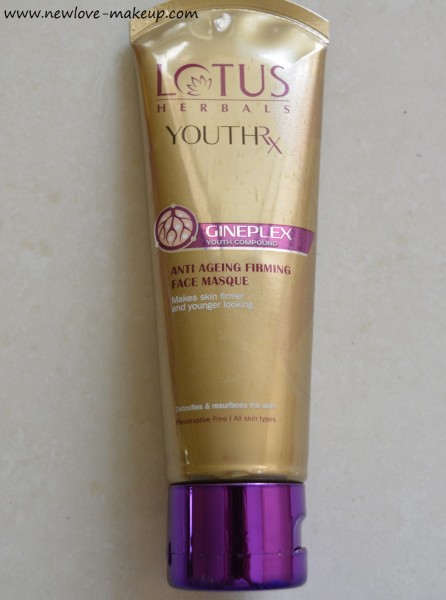 www.newlove-makeup.com
LOTUS
HERBALS
YOUTHRx
GINEPLEX
YOUTH COMPOUND
ANTI AGEING FIRMING
FACE MASQUE
Makes skin firmer
and younger looking
Detoxifies & resurfaces the skin
Preservative Free I All skin types